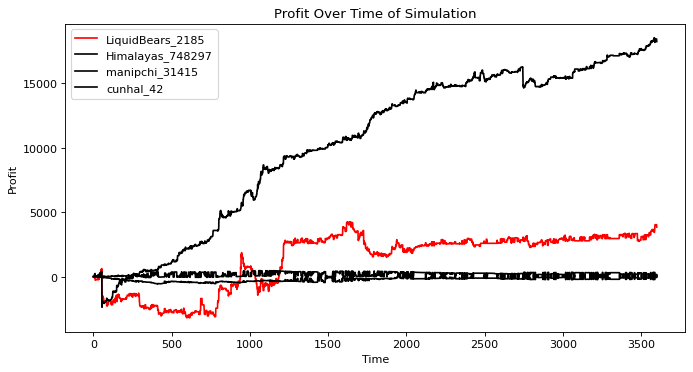 Profit Over Time of Simulation
LiquidBears_2185
Himalayas_748297
manipchi_31415
cunhal_42
15000
10000
5000
0
Profit
0 500 1000 1500 2000 2500 3000 3500
Time